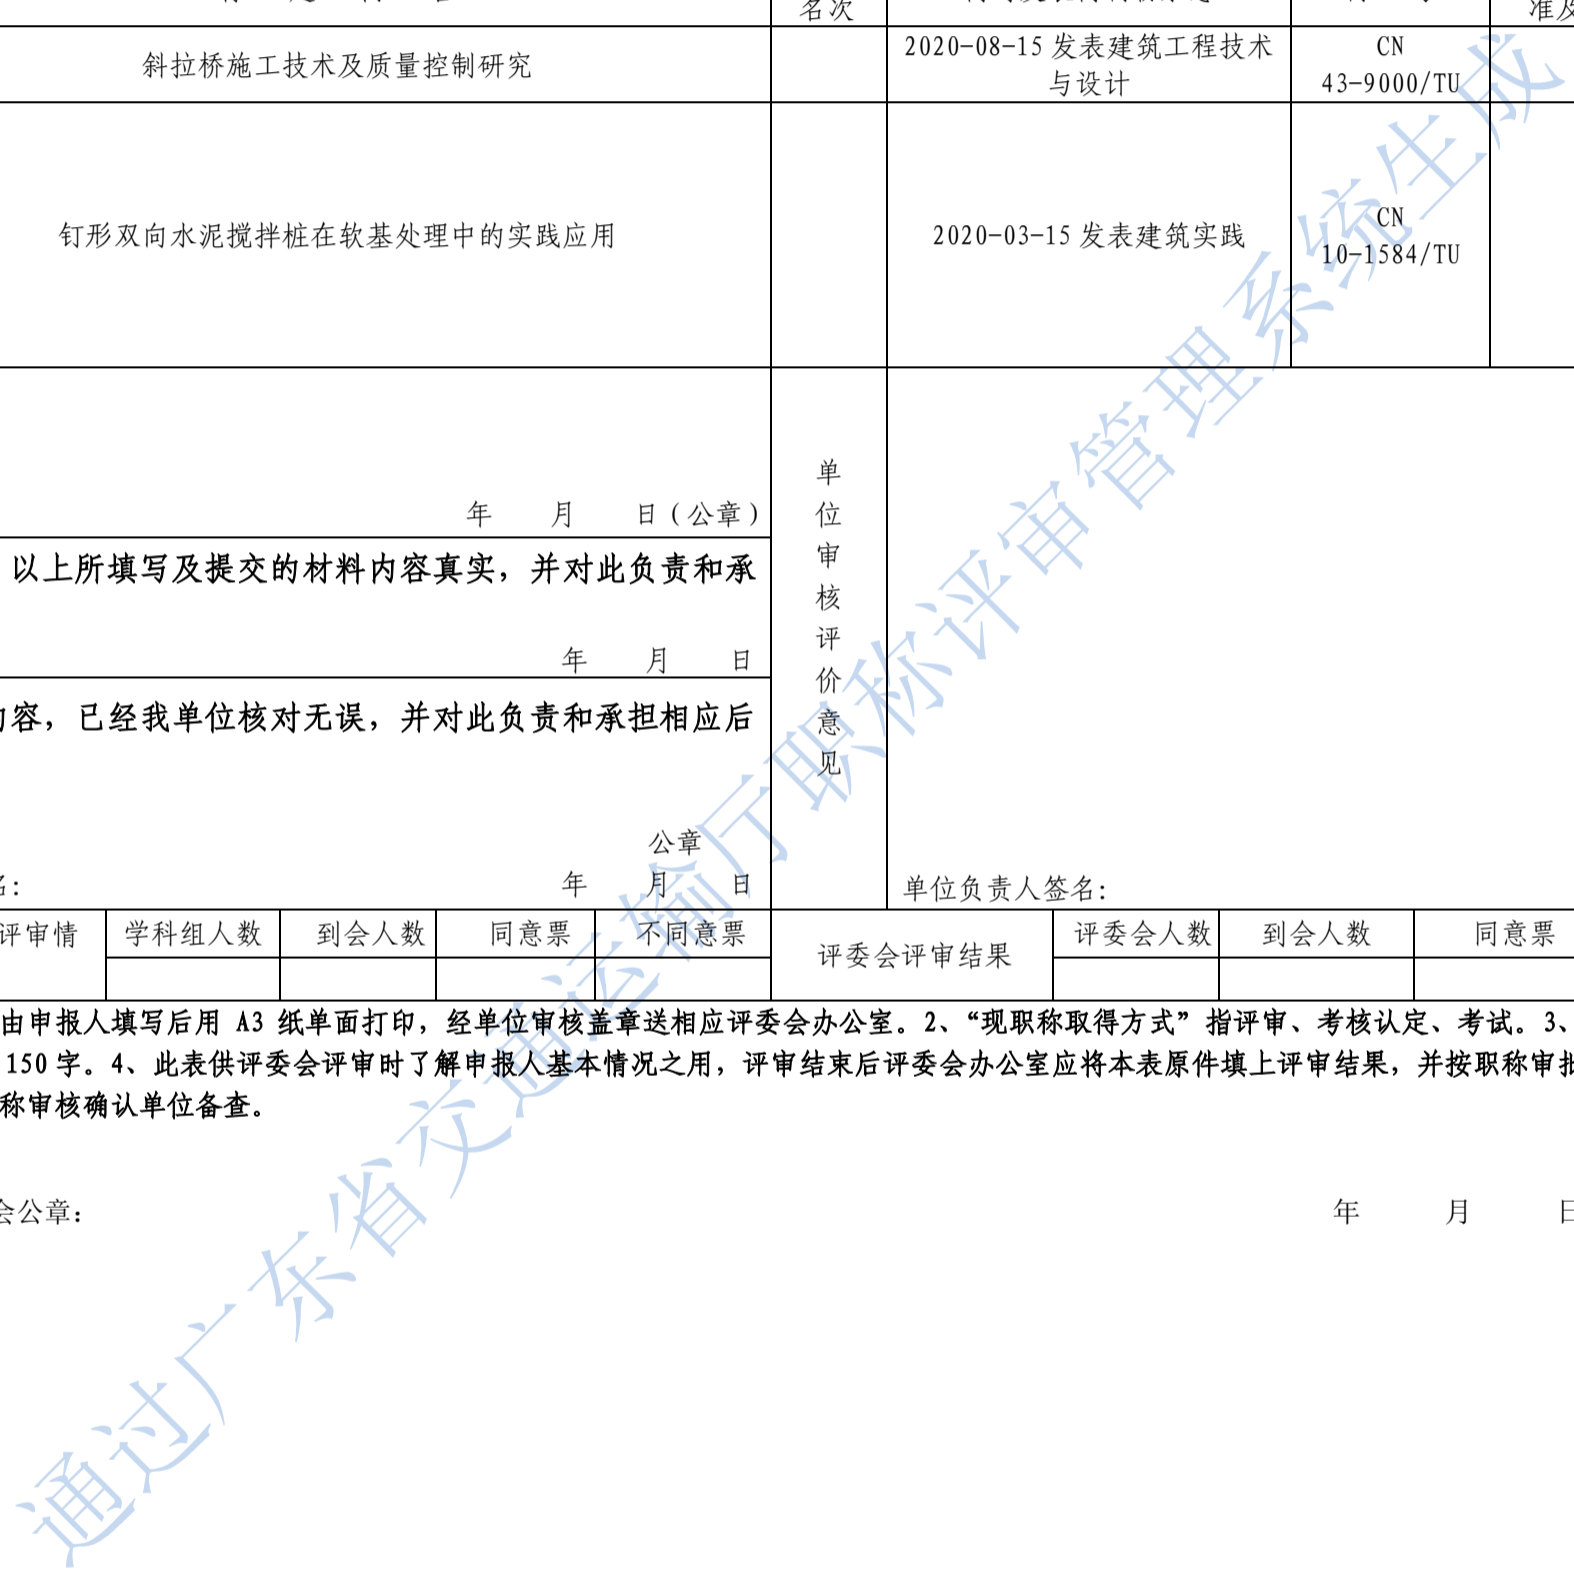 名次
准及
斜拉桥施工技术及质量控制研究
2020-08-15 发表建筑工程技术
与设计
CN
43-9000/TU
钉形双向水泥搅拌桩在软基处理中的实践应用
2020-03-15 发表建筑实践
CN
10-1584/TU
年 月 日(公章)
以上所填写及提交的材料内容真实，并对此负责和承
年 月 日
内容，已经我单位核对无误，并对此负责和承担相应后
公章
名： 年 月 日
单
位
审
核
评
价
意
见
单位负责人签名：
评审情 学科组人数 到会人数 同意票 不同意票 评委会评审结果 评委会人数 到会人数 同意票
由申报人填写后用 A3 纸单面打印，经单位审核盖章送相应评委会办公室。2、“现职称取得方式”指评审、考核认定、考试。3、
150 字。4、此表供评委会评审时了解申报人基本情况之用，评审结束后评委会办公室应将本表原件填上评审结果，并按职称审批
称审核确认单位备查。
会公章： 年 月 日
通过广东省交通运输厅职称评审管理系统生成